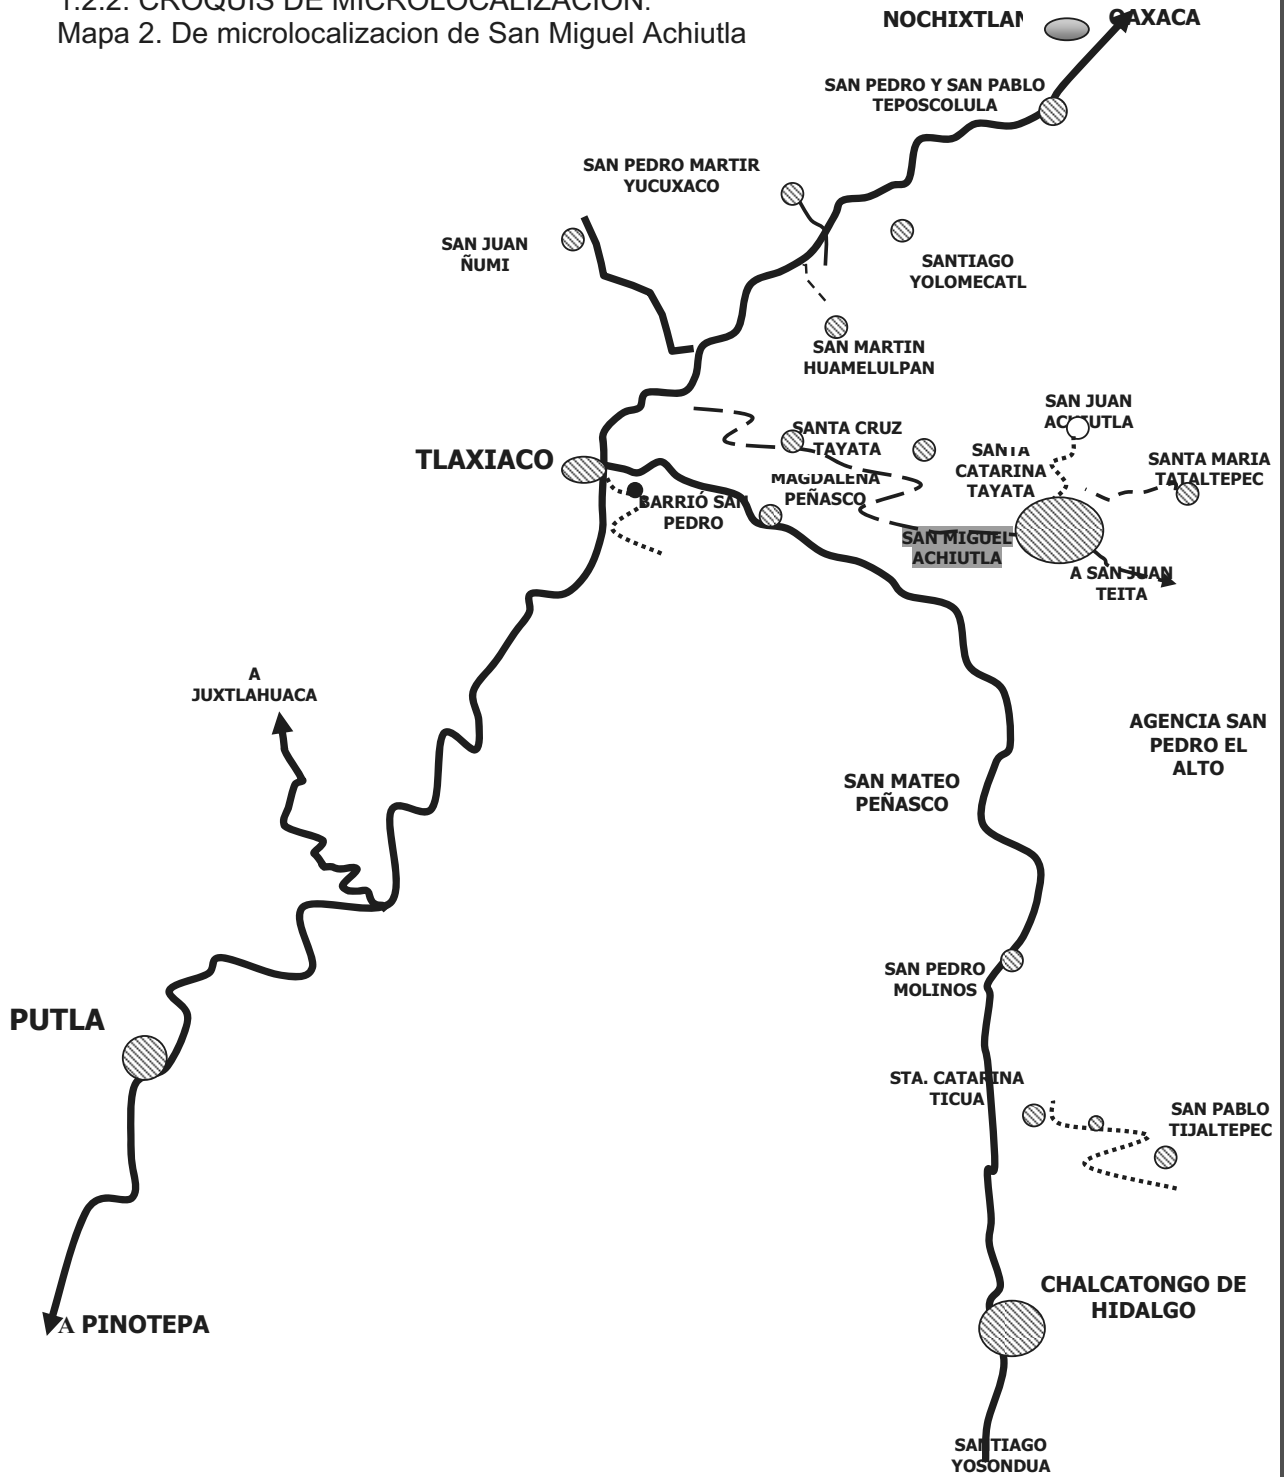 1.2.2. CROQUIS DE MICROLOCALIZACION.
Mapa 2. De microlocalizacion de San Miguel Achiutla
NOCHIXTLAN
OAXACA
SAN PEDRO Y SAN PABLO
TEPOSCOLULA
SAN PEDRO MARTIR
YUCUXACO
SAN JUAN
ÑUMI
SANTIAGO
YOLOMECATL
SAN MARTIN
HUAMELULPAN
SAN JUAN
ACHIUTLA
SANTA CRUZ
TAYATA
TLAXIACO
SANTA
CATARINA
TAYATA
SANTA MARIA
TATALTEPEC
MAGDALENA
PEÑASCO
BARRIÓ SAN
PEDRO
SAN MIGUEL
ACHIUTLA
A SAN JUAN
TEITA
A
JUXTLAHUACA
AGENCIA SAN
PEDRO EL
ALTO
SAN MATEO
PEÑASCO
SAN PEDRO
MOLINOS
PUTLA
STA. CATARINA
TICUA
SAN PABLO
TIJALTEPEC
CHALCATONGO DE
HIDALGO
A PINOTEPA
SANTIAGO
YOSONDUA